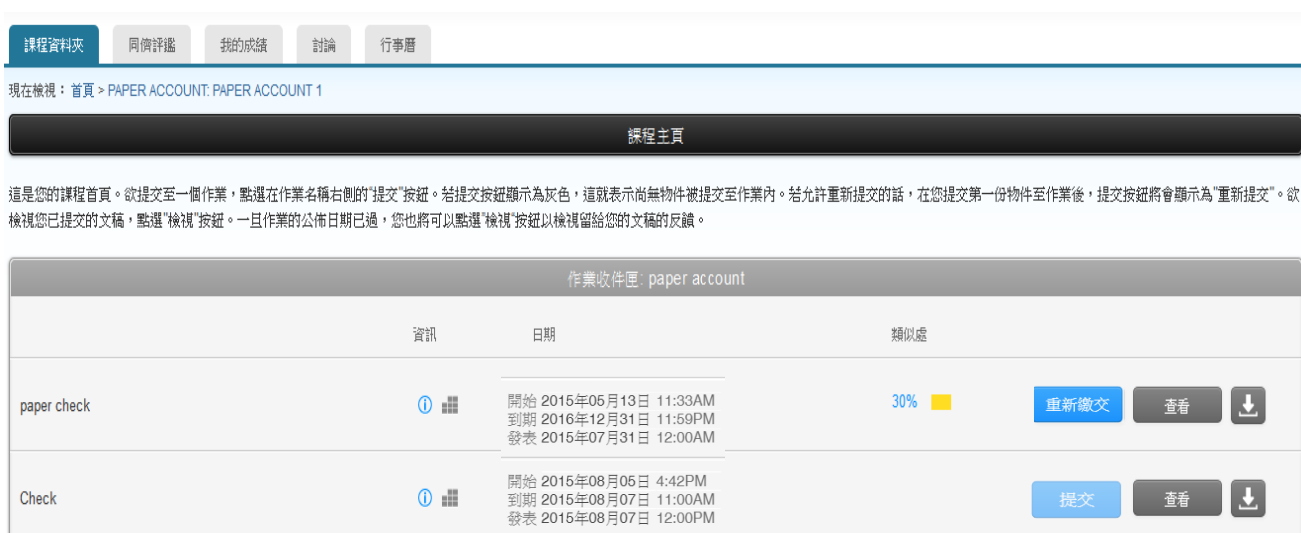 課程資料夾 同儕評鑑 我的成績 討論 行事曆
現在檢視：首頁 > PAPER ACCOUNT: PAPER ACCOUNT 1
課程主頁
這是您的課程首頁。欲提交至一個作業，點選在作業名稱右側的"提交"按鈕。若提交按鈕顯示為灰色，這就表示尚無物件被提交至作業內。若允許重新提交的話，在您提交第一份物件至作業後，提交按鈕將會顯示為"重新提交"。欲
檢視您已提交的文稿，點選"檢視"按鈕。一旦作業的公佈日期已過，您也將可以點選"檢視"按鈕以檢視留給您的文稿的反饋。
作業收件匣: paper account
資訊 日期 類似處
paper check
開始 2015年05月13日 11:33AM
到期 2016年12月31日 11:59PM
發表 2015年07月31日 12:00AM
30% 重新繳交 查看
Check
開始 2015年08月05日 4:42PM
到期 2015年08月07日 11:00AM
發表 2015年08月07日 12:00PM
提交 查看